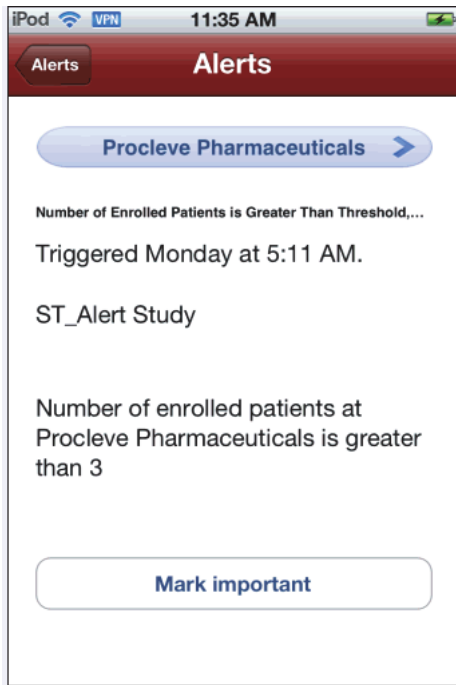 iPod VPN 11:35 AM
Alerts Alerts
Procleve Pharmaceuticals
Number of Enrolled Patients is Greater Than Threshold,...
Triggered Monday at 5:11 AM.
ST_Alert Study
Number of enrolled patients at
Procleve Pharmaceuticals is greater
than 3
Mark important